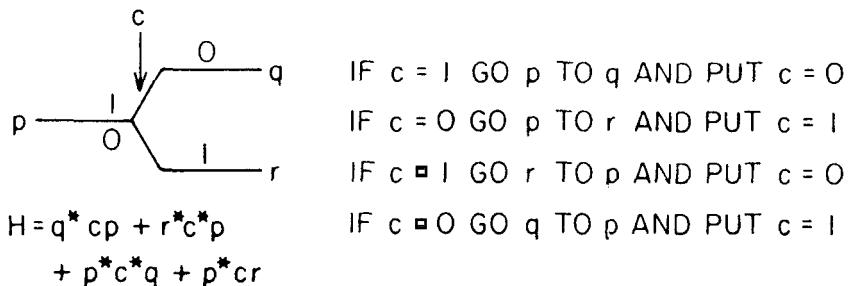 c
O
q
I
p
O
I
r
H = q* cp + r*c*p
+ p*c*q + p*cr
IF c = I GO p TO q AND PUT c = O
IF c = O GO p TO r AND PUT c = I
IF c = I GO r TO p AND PUT c = O
IF c = O GO q TO p AND PUT c = I